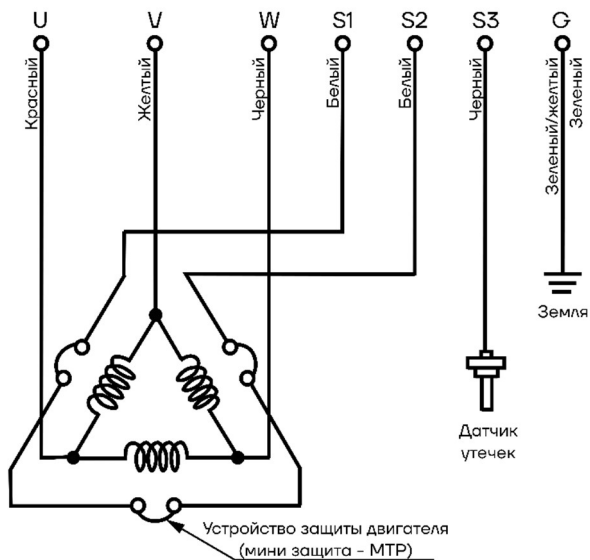 U V W S1 S2 S3 G
Красный
Желтый
Черный
Белый
Белый
Черный
Зеленый/желтый
Зеленый
Земля
Датчик
утечек
Устройство защиты двигателя
(мини защита - МТР)